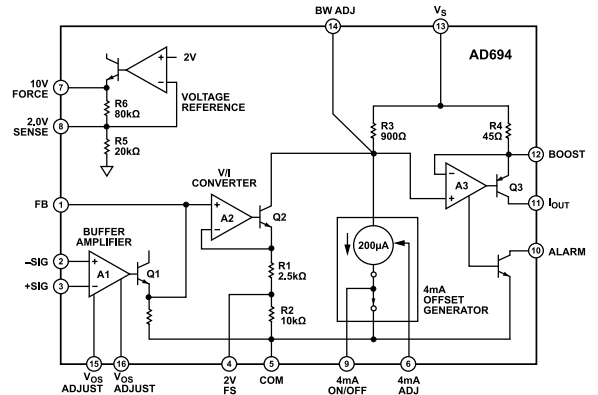 BW ADJ
VS
14
13
AD694
2V
+
–
10V
FORCE
7
R6
80kΩ
VOLTAGE
REFERENCE
2,0V
SENSE
8
R5
20kΩ
R3
900Ω
R4
45Ω
12
BOOST
–
A3
+
Q3
11
IOUT
V/I
CONVERTER
FB
1
+
A2
–
Q2
10
ALARM
BUFFER
AMPLIFIER
–SIG
2
+
A1
Q1
+SIG
3
–
200µA
4mA
OFFSET
GENERATOR
R1
2.5kΩ
R2
10kΩ
15
16
4
5
9
6
VOS
ADJUST
VOS
ADJUST
2V
FS
COM
4mA
ON/OFF
4mA
ADJ